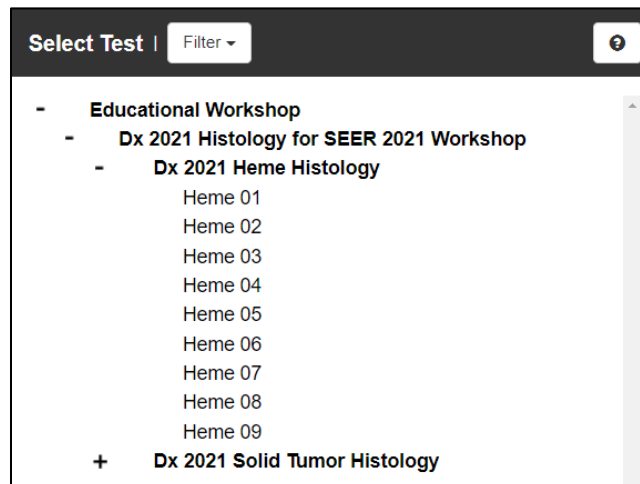 Select Test | Filter
- Educational Workshop
- Dx 2021 Histology for SEER 2021 Workshop
- Dx 2021 Heme Histology
Heme 01
Heme 02
Heme 03
Heme 04
Heme 05
Heme 06
Heme 07
Heme 08
Heme 09
+ Dx 2021 Solid Tumor Histology